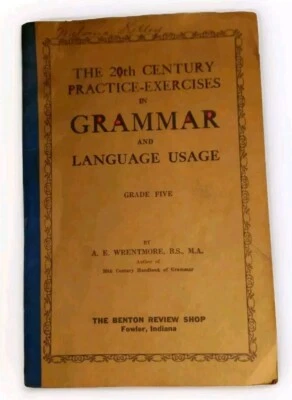 THE 20th CENTURY
PRACTICE-EXERCISES
IN
GRAMMAR
AND
LANGUAGE USAGE
GRADE FIVE
BY
A. E. WRENTMORE, B.S., M.A.
Author of
20th Century Handbook of Grammar
THE BENTON REVIEW SHOP
Fowler, Indiana